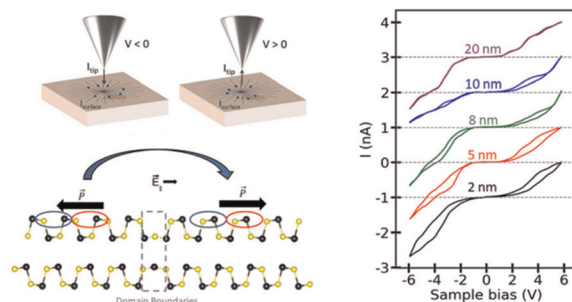 V < 0
V > 0
I_tip
I_tip
I_surface
I_surface
P
E_t
P
Domain Boundaries
I (nA)
4
3
2
1
0
-1
-2
-3
20 nm
10 nm
8 nm
5 nm
2 nm
-6
-4
-2
0
2
4
6
Sample bias (V)